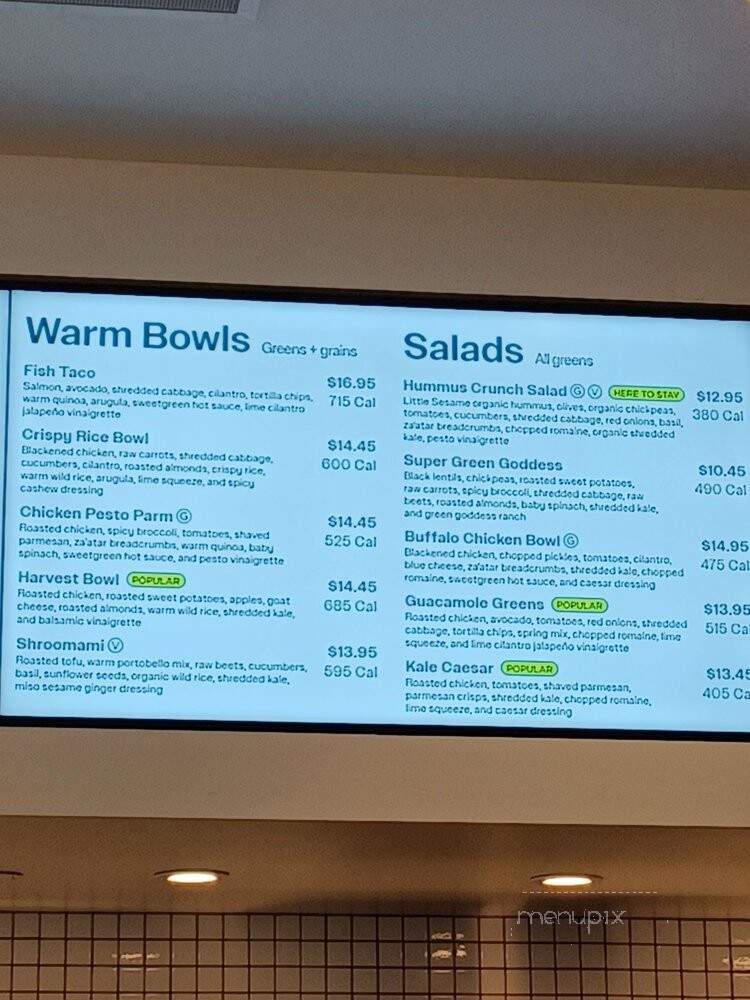 Warm Bowls Greens + grains
Fish Taco
$16.95
Salmon, avocado, shredded cabbage, cilantro, tortilla chips,
715 Cal
warm quinoa, arugula, sweetgreen hot sauce, lime cilantro
jalapeño vinaigrette
Crispy Rice Bowl
$14.45
Blackened chicken, raw carrots, shredded cabbage,
600 Cal
cucumbers, cilantro, roasted almonds, crispy rice,
warm wild rice, arugula, lime squeeze, and spicy
cashew dressing
Chicken Pesto Parm G
$14.45
Roasted chicken, spicy broccoli, tomatoes, shaved
525 Cal
parmesan, za'atar breadcrumbs, warm quinoa, baby
spinach, sweetgreen hot sauce, and pesto vinaigrette
Harvest Bowl POPULAR
$14.45
Roasted chicken, roasted sweet potatoes, apples, goat
685 Cal
cheese, roasted almonds, warm wild rice, shredded kale,
and balsamic vinaigrette
Shroomami V
$13.95
Roasted tofu, warm portobello mix, raw beets, cucumbers,
595 Cal
basil, sunflower seeds, organic wild rice, shredded kale,
miso sesame ginger dressing
Salads All greens
Hummus Crunch Salad G V HERE TO STAY
$12.95
Little Sesame organic hummus, olives, organic chickpeas,
380 Cal
tomatoes, cucumbers, shredded cabbage, red onions, basil,
za'atar breadcrumbs, chopped romaine, organic shredded
kale, pesto vinaigrette
Super Green Goddess
$10.45
Black lentils, chickpeas, roasted sweet potatoes,
490 Cal
raw carrots, spicy broccoli, shredded cabbage, raw
beets, roasted almonds, baby spinach, shredded kale,
and green goddess ranch
Buffalo Chicken Bowl G
$14.95
Blackened chicken, chopped pickles, tomatoes, cilantro,
475 Cal
blue cheese, za'atar breadcrumbs, shredded kale, chopped
romaine, sweetgreen hot sauce, and caesar dressing
Guacamole Greens POPULAR
$13.95
Roasted chicken, avocado, tomatoes, red onions, shredded
515 Cal
cabbage, tortilla chips, spring mix, chopped romaine, lime
squeeze, and lime cilantro jalapeño vinaigrette
Kale Caesar POPULAR
$13.45
Roasted chicken, tomatoes, shaved parmesan,
405 Ca
parmesan crisps, shredded kale, chopped romaine,
lime squeeze, and caesar dressing
menupix